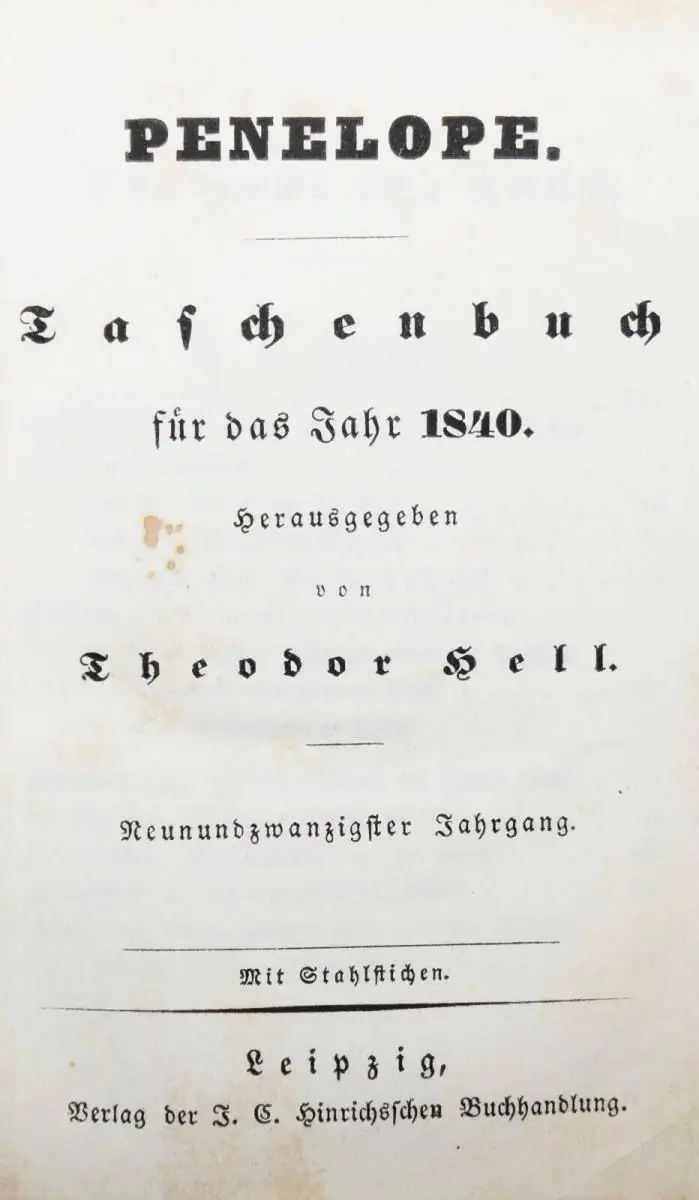 PENELOPE.
Taschenbuch
für das Jahr 1840.
Herausgegeben
von
Theodor Hell.
Neunundzwanzigster Jahrgang.
Mit Stahlstichen.
Leipzig,
Verlag der J. C. Hinrichsschen Buchhandlung.